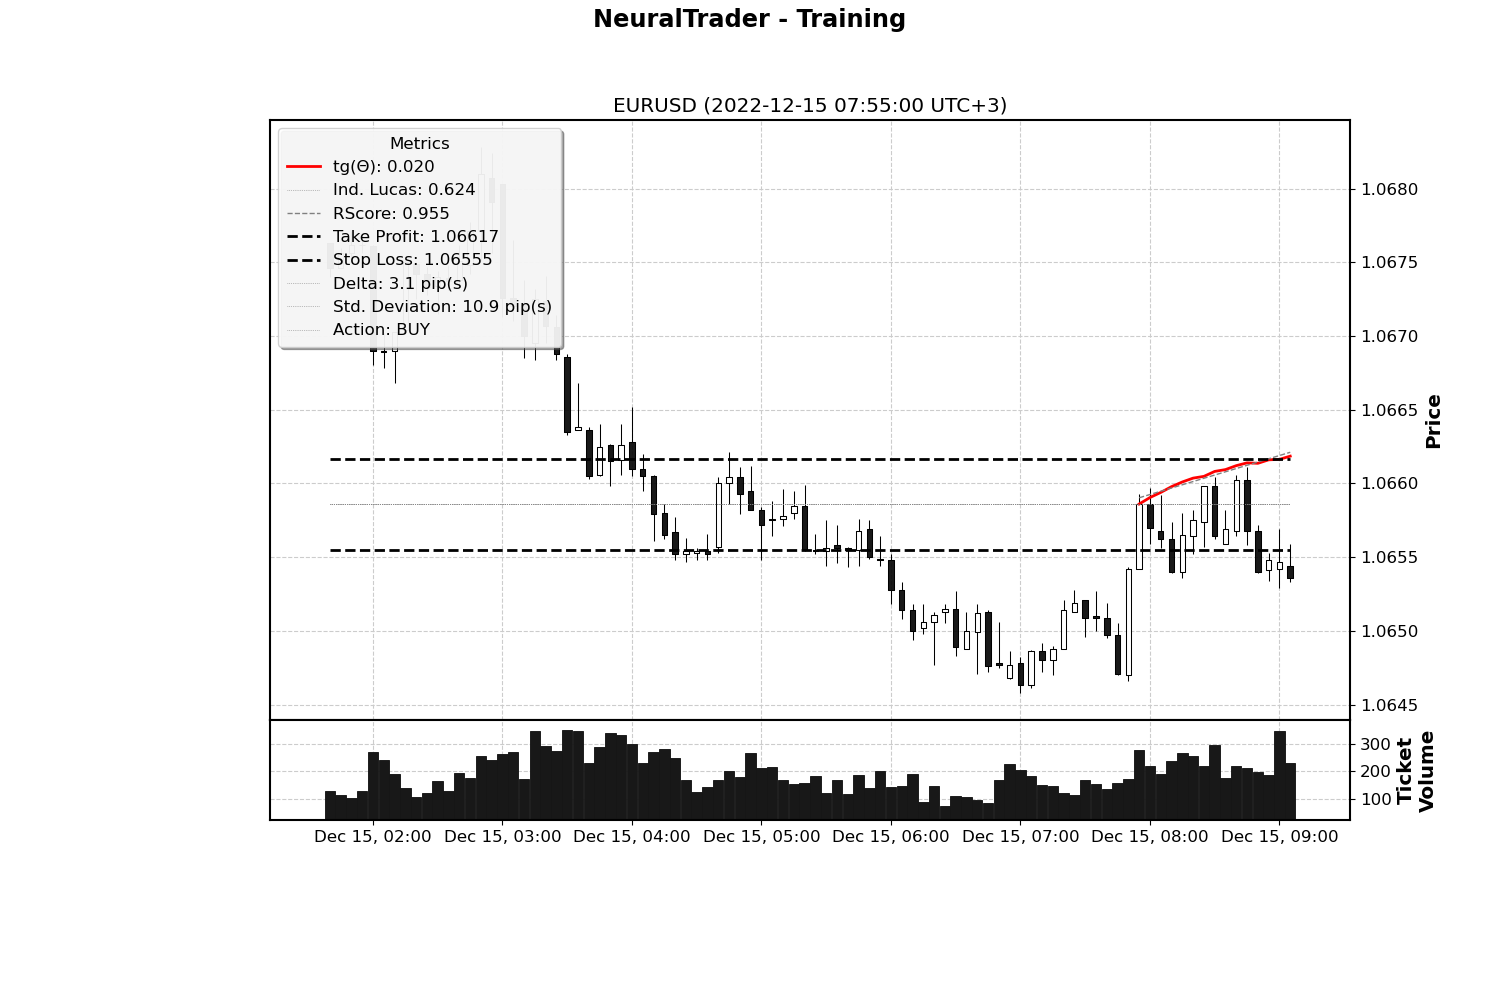 NeuralTrader - Training
EURUSD (2022-12-15 07:55:00 UTC+3)
Metrics
tg(Θ): 0.020
Ind. Lucas: 0.624
RScore: 0.955
Take Profit: 1.06617
Stop Loss: 1.06555
Delta: 3.1 pip(s)
Std. Deviation: 10.9 pip(s)
Action: BUY
1.0680
1.0675
1.0670
1.0665
1.0660
1.0655
1.0650
1.0645
Price
300
200
100
Ticket
Volume
Dec 15, 02:00 Dec 15, 03:00 Dec 15, 04:00 Dec 15, 05:00 Dec 15, 06:00 Dec 15, 07:00 Dec 15, 08:00 Dec 15, 09:00